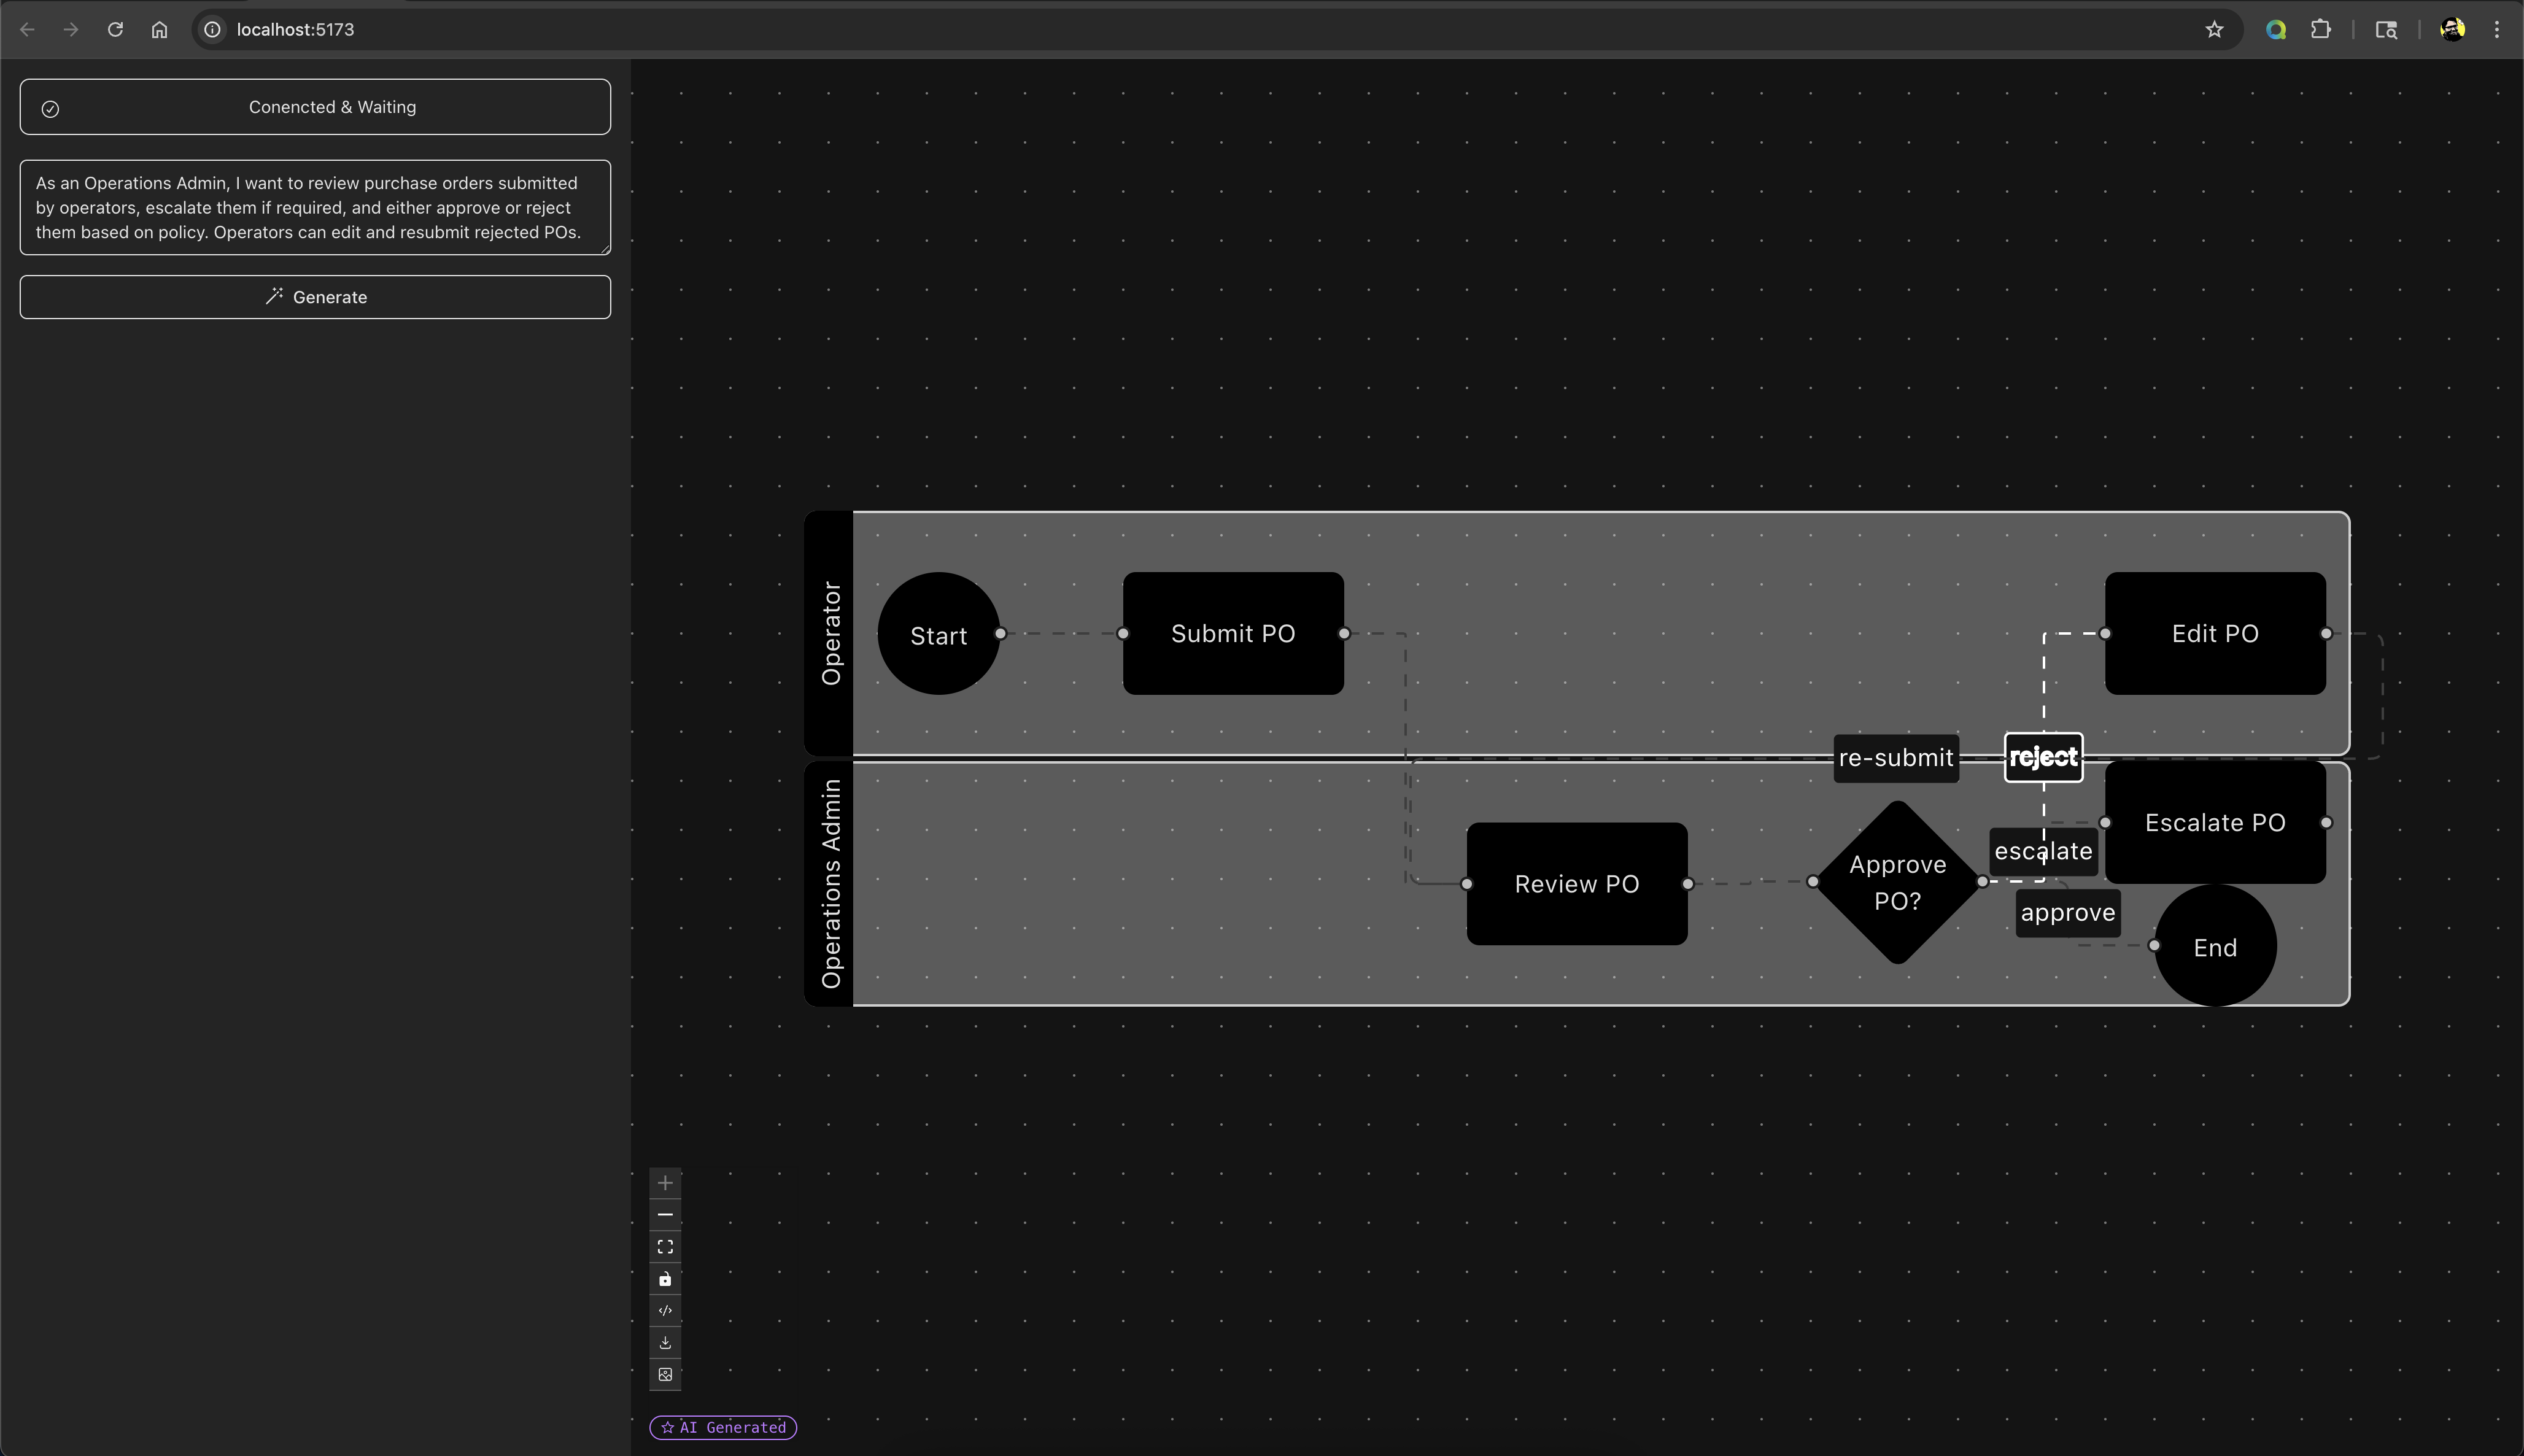 localhost:5173
Conencted & Waiting
As an Operations Admin, I want to review purchase orders submitted
by operators, escalate them if required, and either approve or reject
them based on policy. Operators can edit and resubmit rejected POs.
Generate
Operator
Start
Submit PO
Edit PO
re-submit
reject
Operations Admin
Review PO
Approve
PO?
escalate
Escalate PO
approve
End
AI Generated